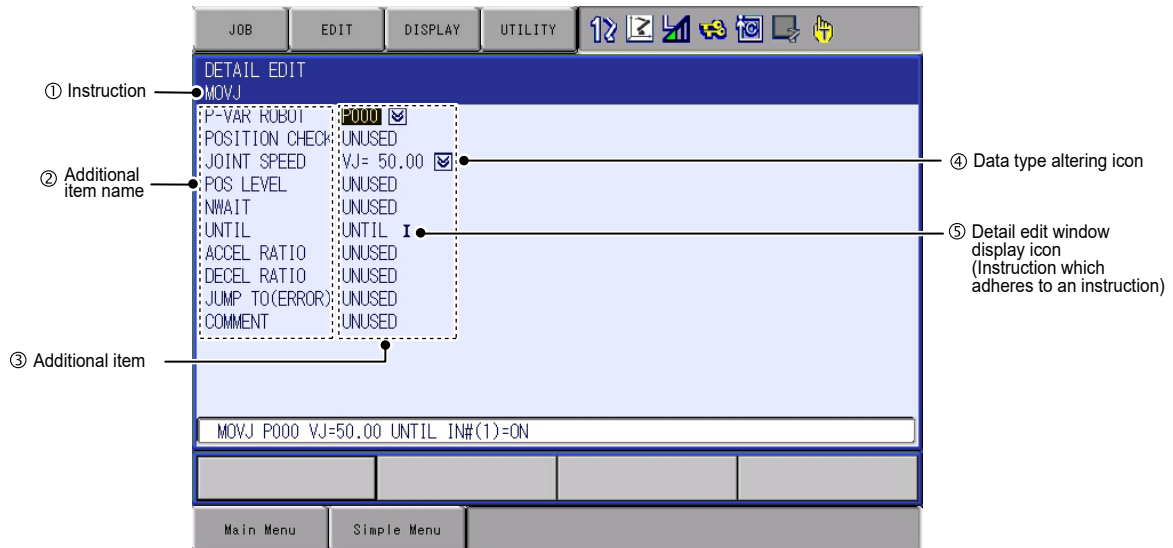 JOB EDIT DISPLAY UTILITY
DETAIL EDIT
① Instruction
MOVJ
P-VAR ROBOT P000
POSITION CHECK UNUSED
JOINT SPEED VJ= 50.00
④ Data type altering icon
② Additional
item name
POS LEVEL UNUSED
NWAIT UNUSED
UNTIL UNTIL
⑤ Detail edit window
display icon
(Instruction which
adheres to an instruction)
ACCEL RATIO UNUSED
DECEL RATIO UNUSED
JUMP TO(ERROR) UNUSED
COMMENT UNUSED
③ Additional item
MOVJ P000 VJ=50.00 UNTIL IN#(1)=ON
Main Menu Simple Menu